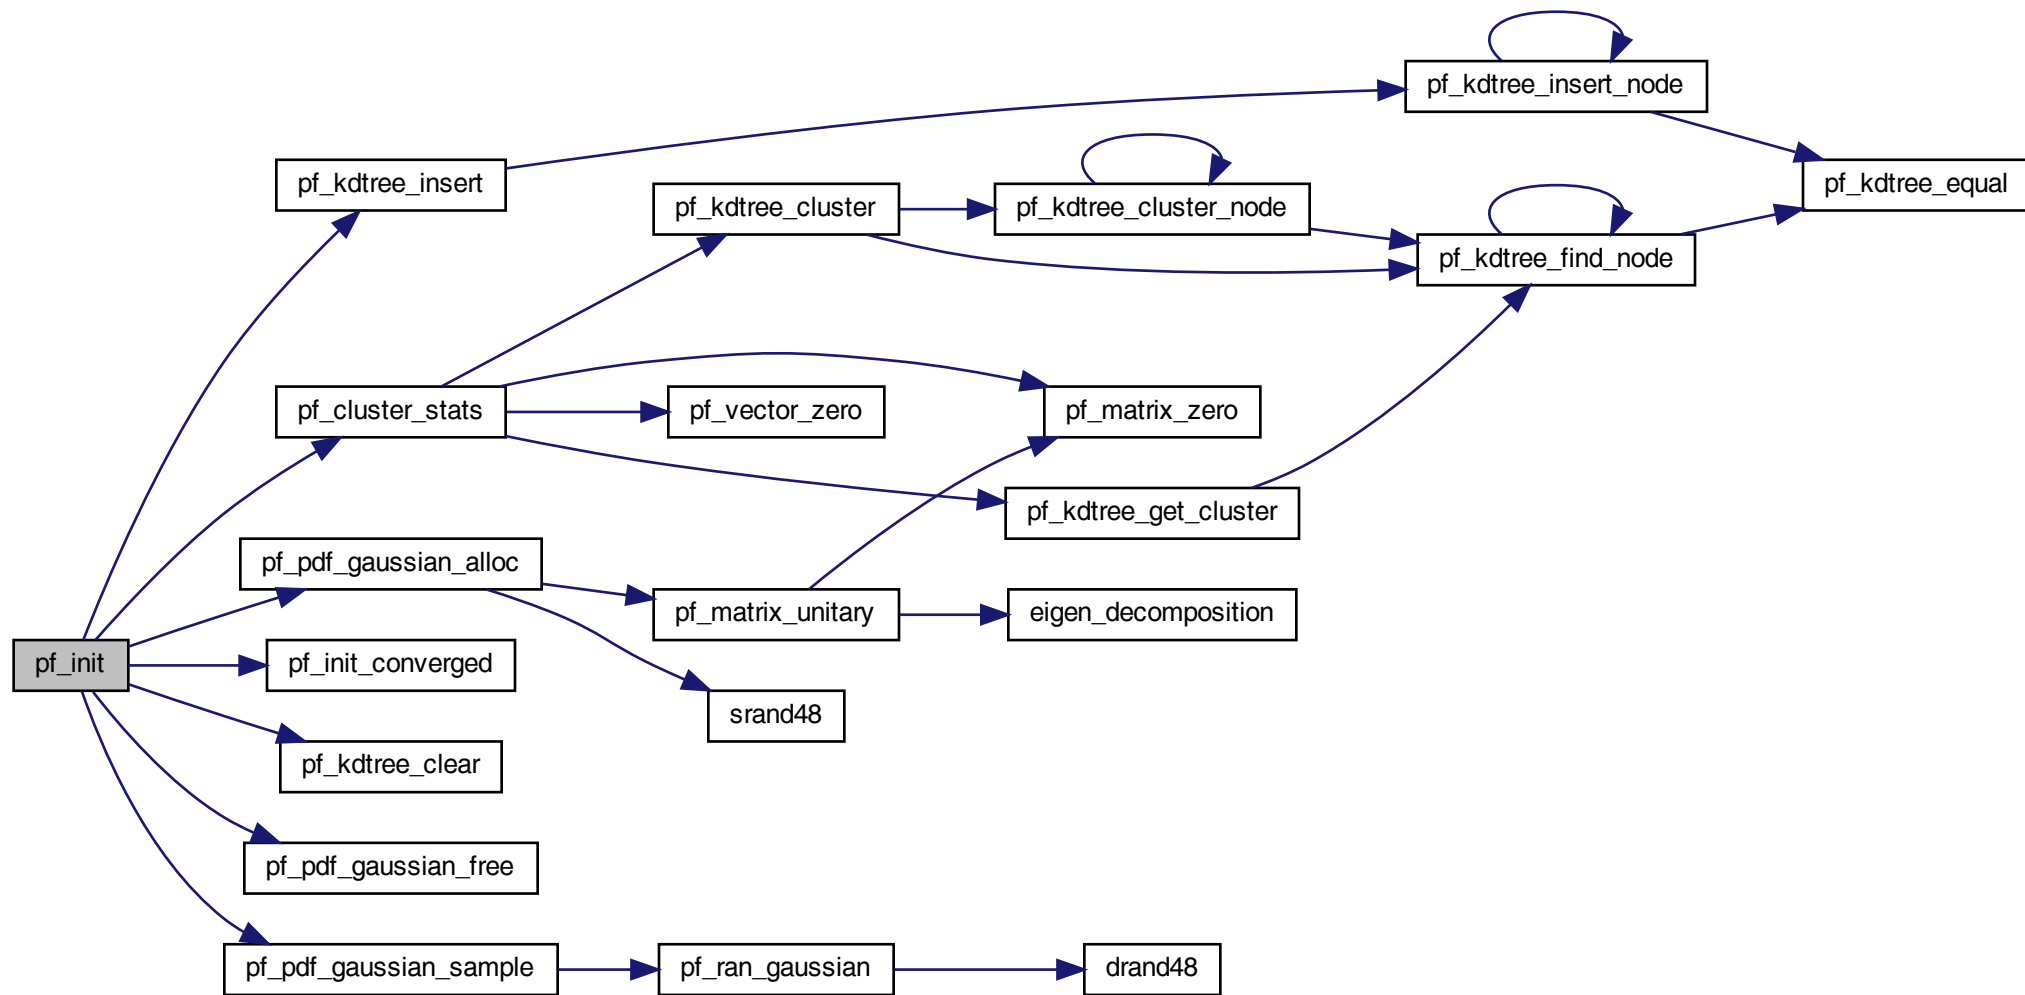 pf_kdtree_insert_node
pf_kdtree_insert
pf_kdtree_equal
pf_kdtree_cluster
pf_kdtree_cluster_node
pf_kdtree_find_node
pf_cluster_stats
pf_vector_zero
pf_matrix_zero
pf_kdtree_get_cluster
pf_pdf_gaussian_alloc
pf_matrix_unitary
eigen_decomposition
pf_init
pf_init_converged
srand48
pf_kdtree_clear
pf_pdf_gaussian_free
pf_pdf_gaussian_sample
pf_ran_gaussian
drand48